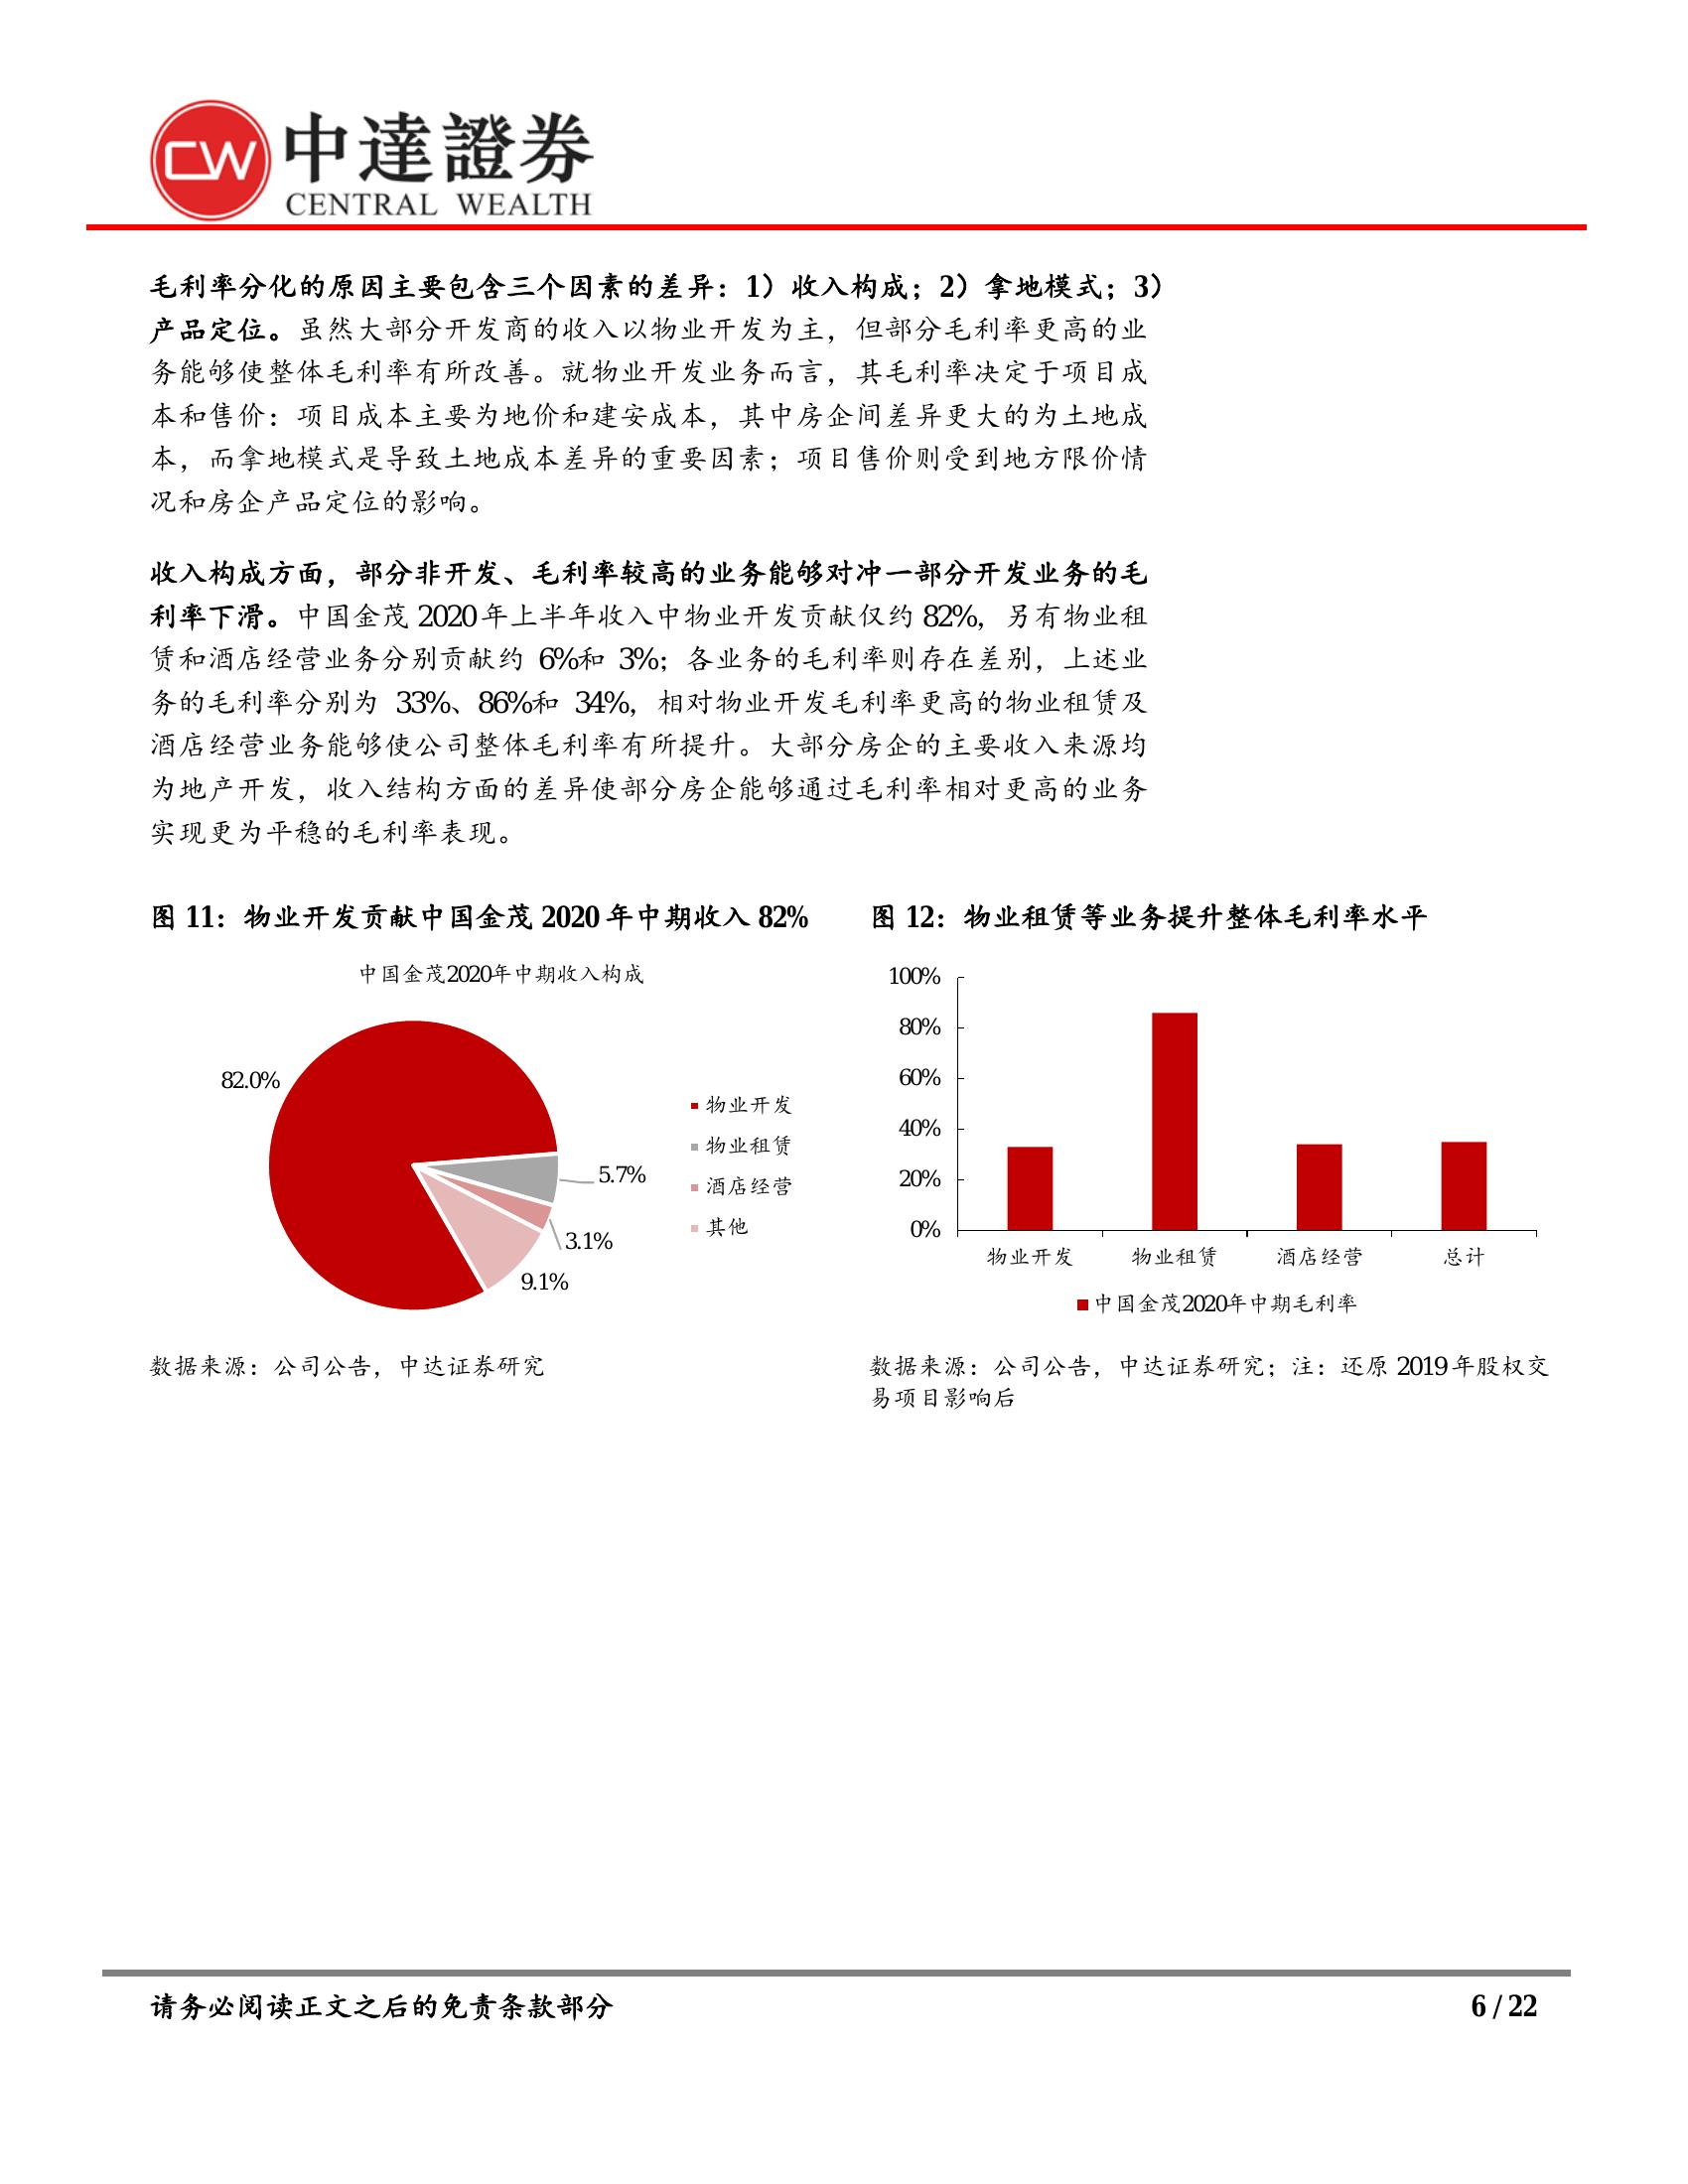 CW 中達證券
CENTRAL WEALTH
毛利率分化的原因主要包含三个因素的差异：1）收入构成；2）拿地模式；3）
产品定位。虽然大部分开发商的收入以物业开发为主，但部分毛利率更高的业
务能够使整体毛利率有所改善。就物业开发业务而言，其毛利率决定于项目成
本和售价：项目成本主要为地价和建安成本，其中房企间差异更大的为土地成
本，而拿地模式是导致土地成本差异的重要因素；项目售价则受到地方限价情
况和房企产品定位的影响。
收入构成方面，部分非开发、毛利率较高的业务能够对冲一部分开发业务的毛
利率下滑。中国金茂 2020 年上半年收入中物业开发贡献仅约 82%，另有物业租
赁和酒店经营业务分别贡献约 6%和 3%；各业务的毛利率则存在差别，上述业
务的毛利率分别为 33%、86%和 34%，相对物业开发毛利率更高的物业租赁及
酒店经营业务能够使公司整体毛利率有所提升。大部分房企的主要收入来源均
为地产开发，收入结构方面的差异使部分房企能够通过毛利率相对更高的业务
实现更为平稳的毛利率表现。
图 11：物业开发贡献中国金茂 2020 年中期收入 82%
中国金茂2020年中期收入构成
82.0%
5.7%
3.1%
9.1%
物业开发
物业租赁
酒店经营
其他
数据来源：公司公告，中达证券研究
图 12：物业租赁等业务提升整体毛利率水平
100%
80%
60%
40%
20%
0%
物业开发 物业租赁 酒店经营 总计
中国金茂2020年中期毛利率
数据来源：公司公告，中达证券研究；注：还原 2019 年股权交
易项目影响后
请务必阅读正文之后的免责条款部分 6 / 22